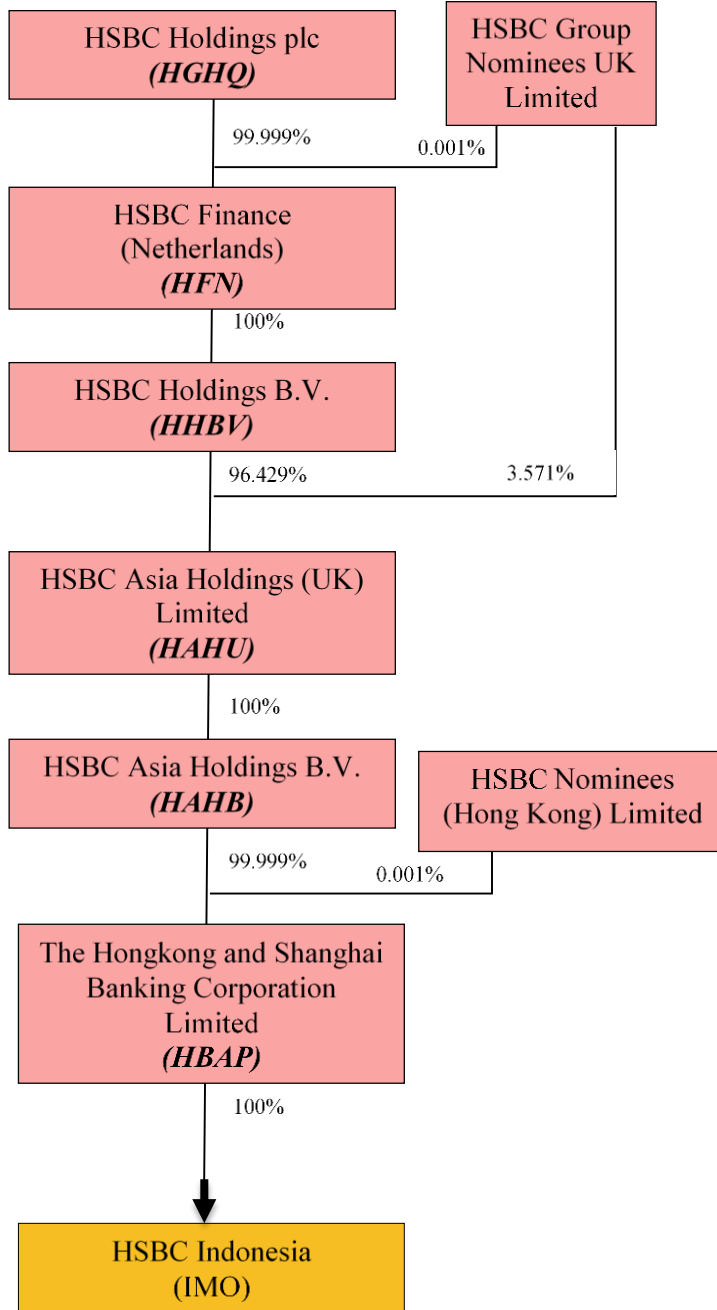 HSBC Holdings plc
(HGHQ)
HSBC Group
Nominees UK
Limited
99.999%
0.001%
HSBC Finance
(Netherlands)
(HFN)
100%
HSBC Holdings B.V.
(HHBV)
96.429%
3.571%
HSBC Asia Holdings (UK)
Limited
(HAHU)
100%
HSBC Asia Holdings B.V.
(HAHB)
HSBC Nominees
(Hong Kong) Limited
99.999%
0.001%
The Hongkong and Shanghai
Banking Corporation
Limited
(HBAP)
100%
HSBC Indonesia
(IMO)